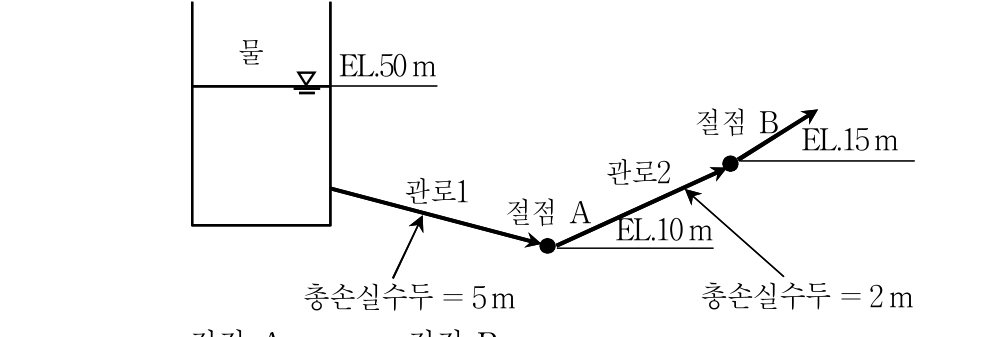 물
EL.50 m
절점 B
EL.15 m
관로2
관로1
절점 A
EL.10 m
총손실수두 = 5 m
총손실수두 = 2 m